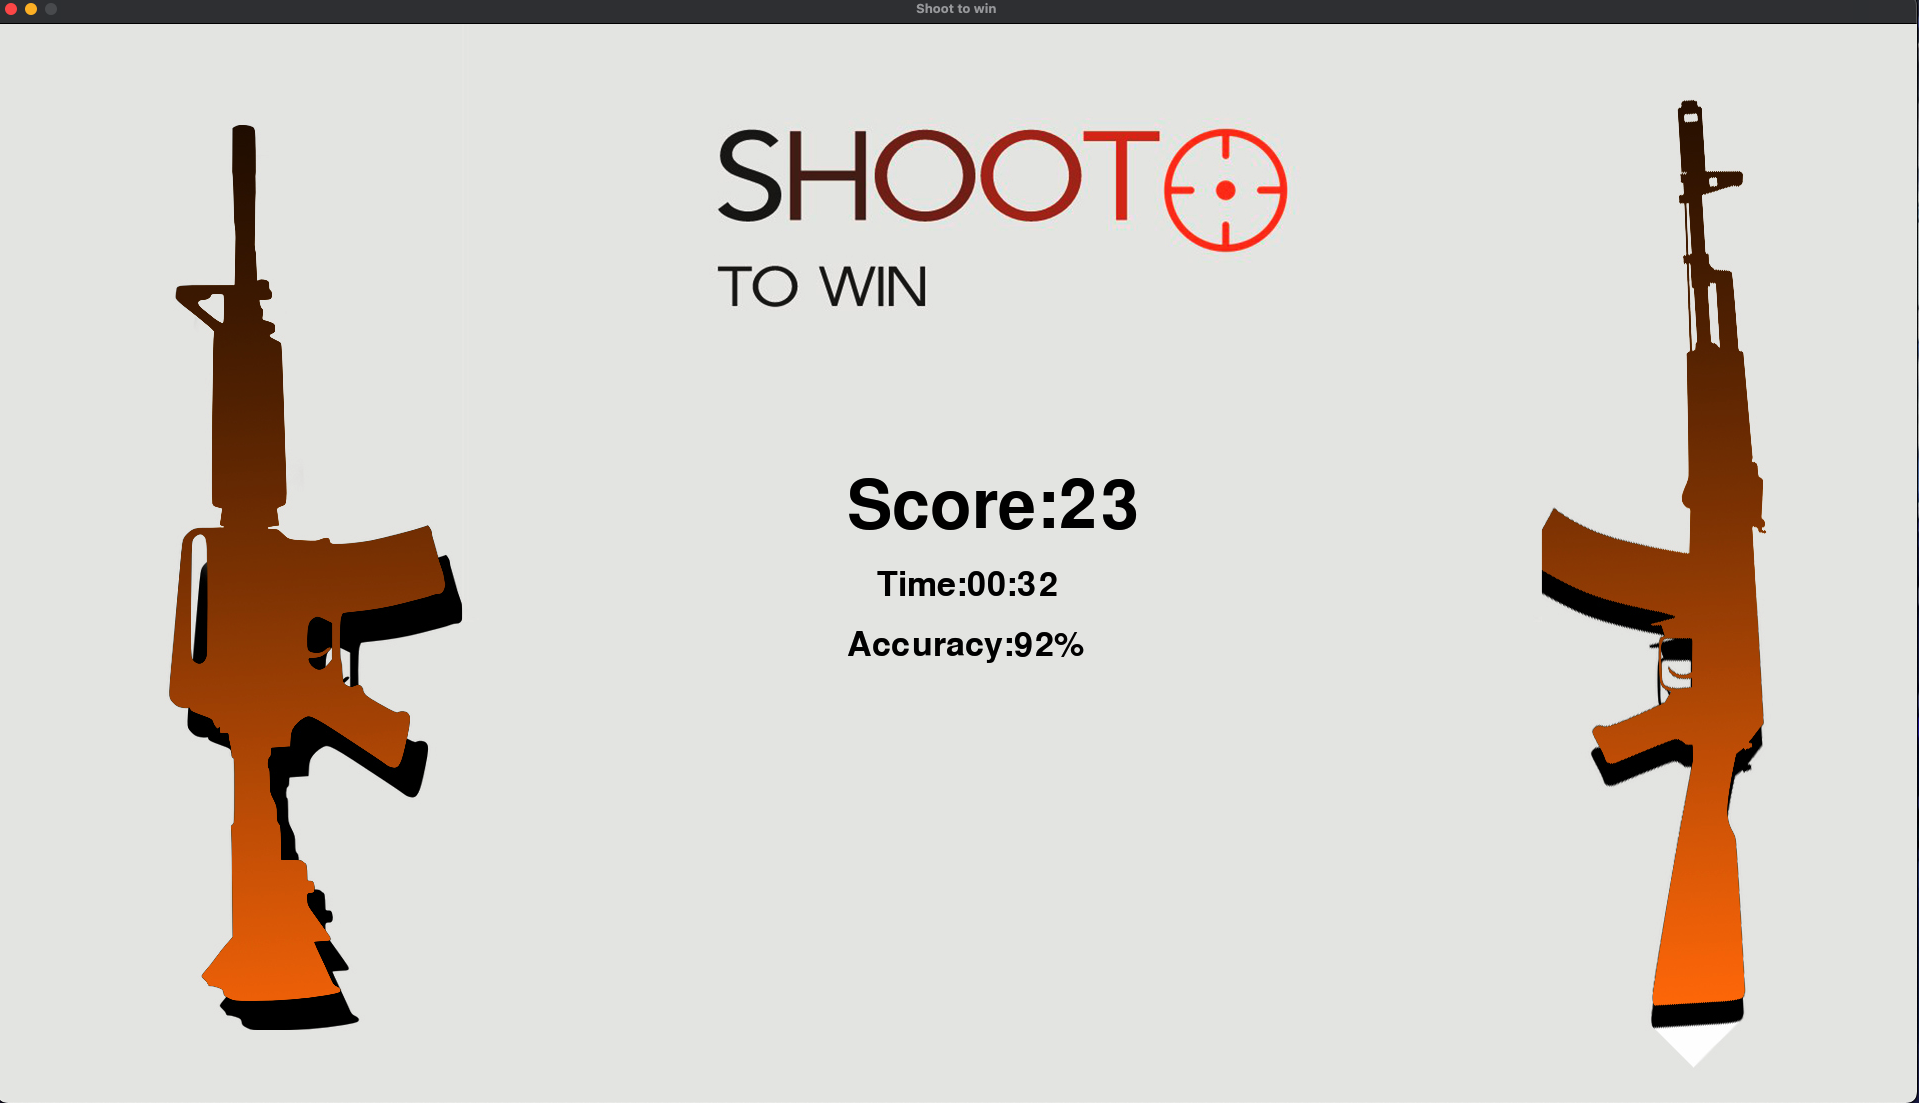 Shoot to win
SHOOT
TO WIN
Score:23
Time:00:32
Accuracy:92%